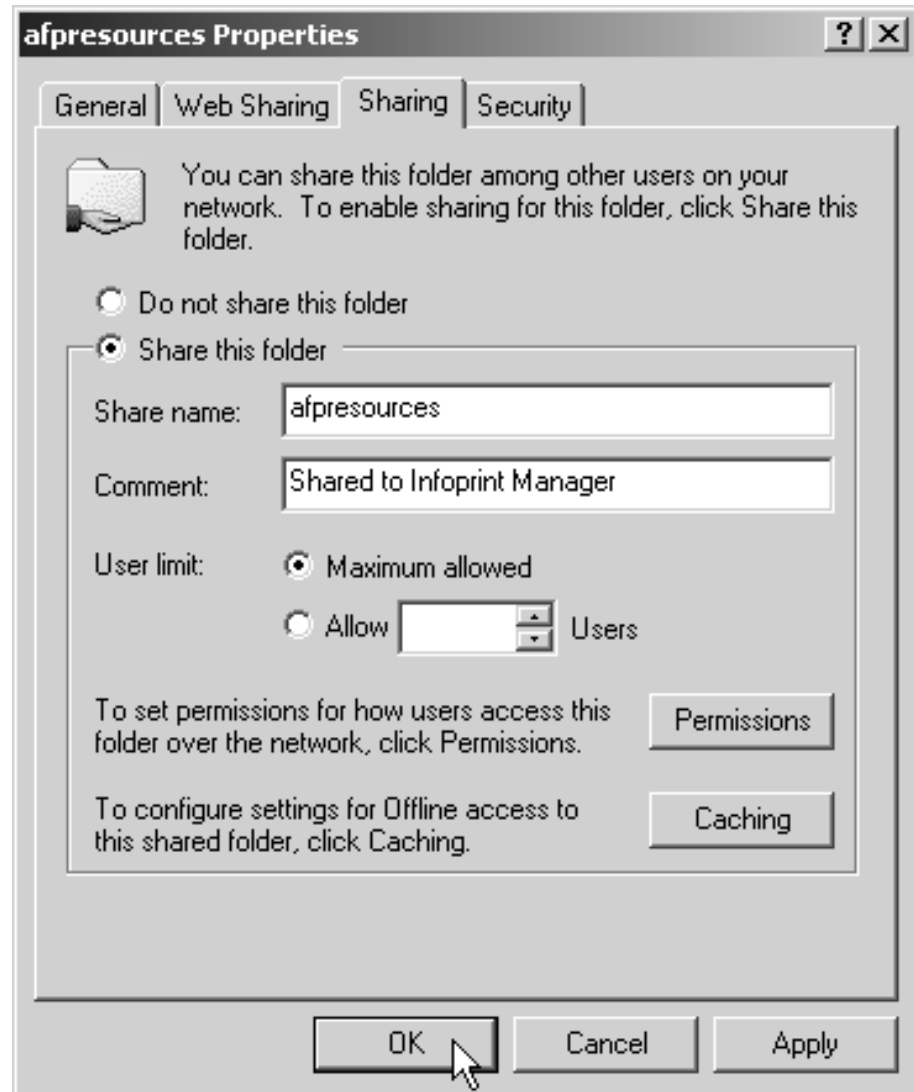 afpresources Properties
? X
General Web Sharing Sharing Security
You can share this folder among other users on your
network. To enable sharing for this folder, click Share this
folder.
Do not share this folder
Share this folder
Share name: afpresources
Comment: Shared to Infoprint Manager
User limit: Maximum allowed
Allow Users
To set permissions for how users access this
folder over the network, click Permissions.
Permissions
To configure settings for Offline access to
this shared folder, click Caching.
Caching
OK Cancel Apply